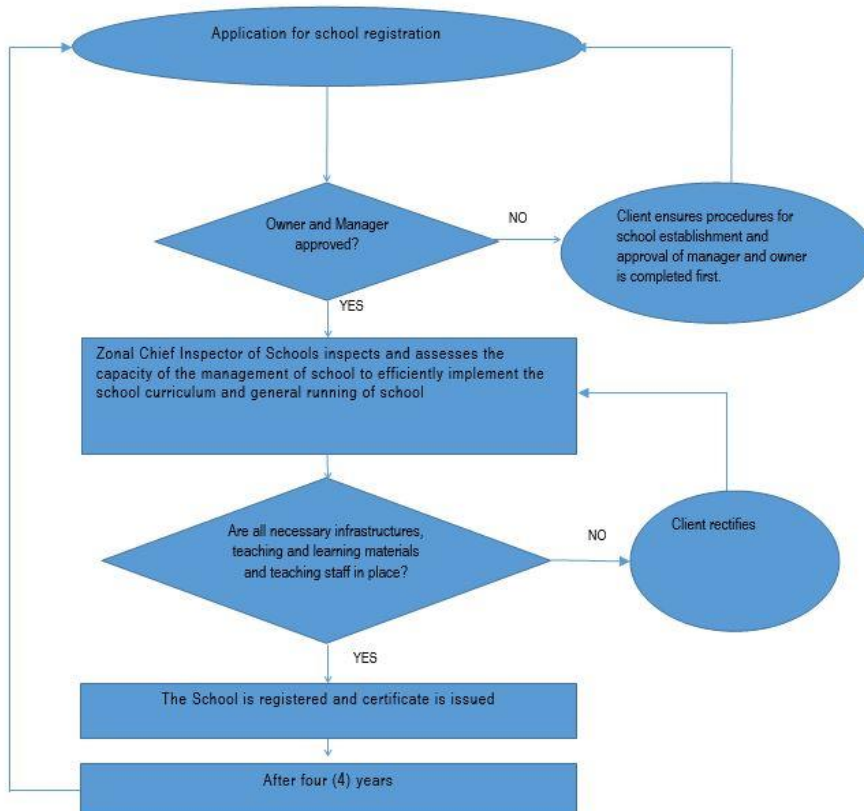 Application for school registration
Owner and Manager
approved?
NO
Client ensures procedures for
school establishment and
approval of manager and owner
is completed first.
YES
Zonal Chief Inspector of Schools inspects and assesses the
capacity of the management of school to efficiently implement the
school curriculum and general running of school
Are all necessary infrastructures,
teaching and learning materials
and teaching staff in place?
NO
Client rectifies
YES
The School is registered and certificate is issued
After four (4) years